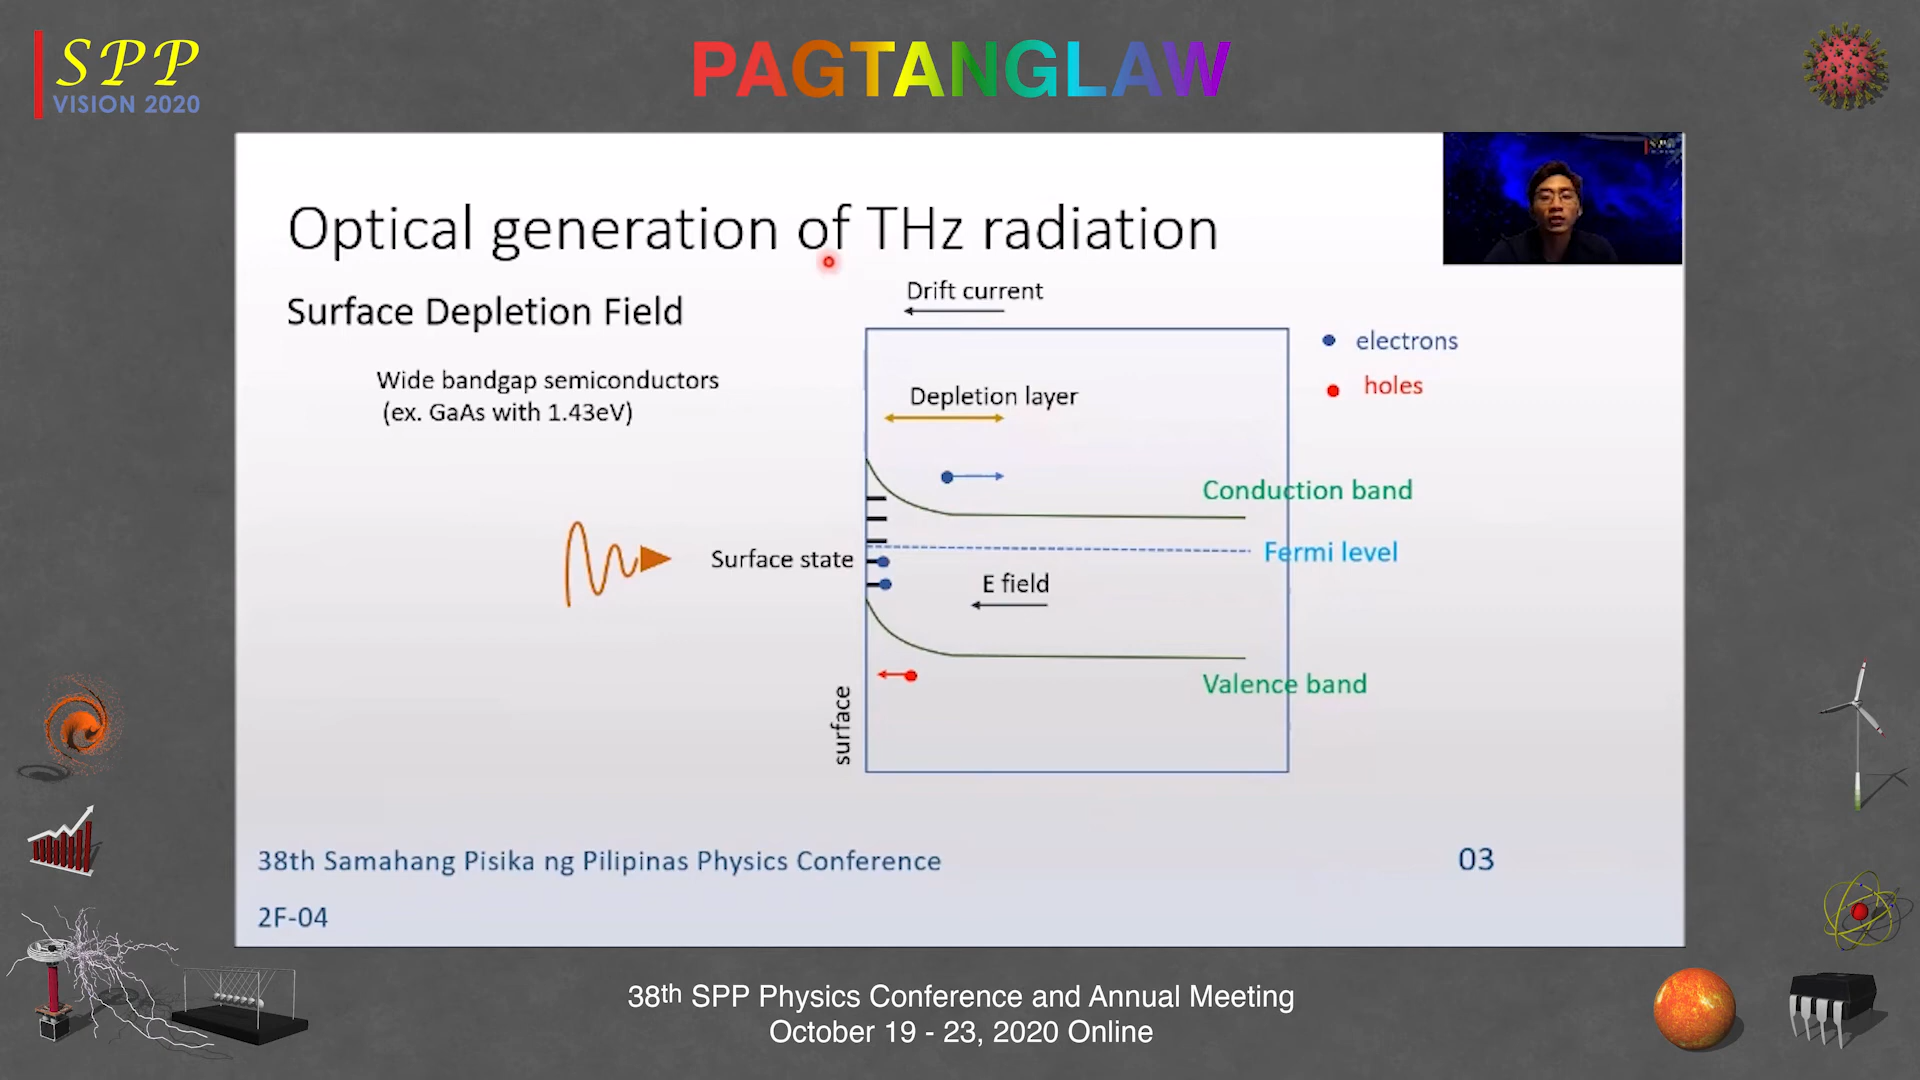 SPP
VISION 2020
PAGTANGLAW
Optical generation of THz radiation
Surface Depletion Field
Wide bandgap semiconductors
(ex. GaAs with 1.43eV)
Drift current
Depletion layer
electrons
holes
Conduction band
Fermi level
Surface state
E field
Valence band
surface
38th Samahang Pisika ng Pilipinas Physics Conference
03
2F-04
38th SPP Physics Conference and Annual Meeting
October 19 - 23, 2020 Online